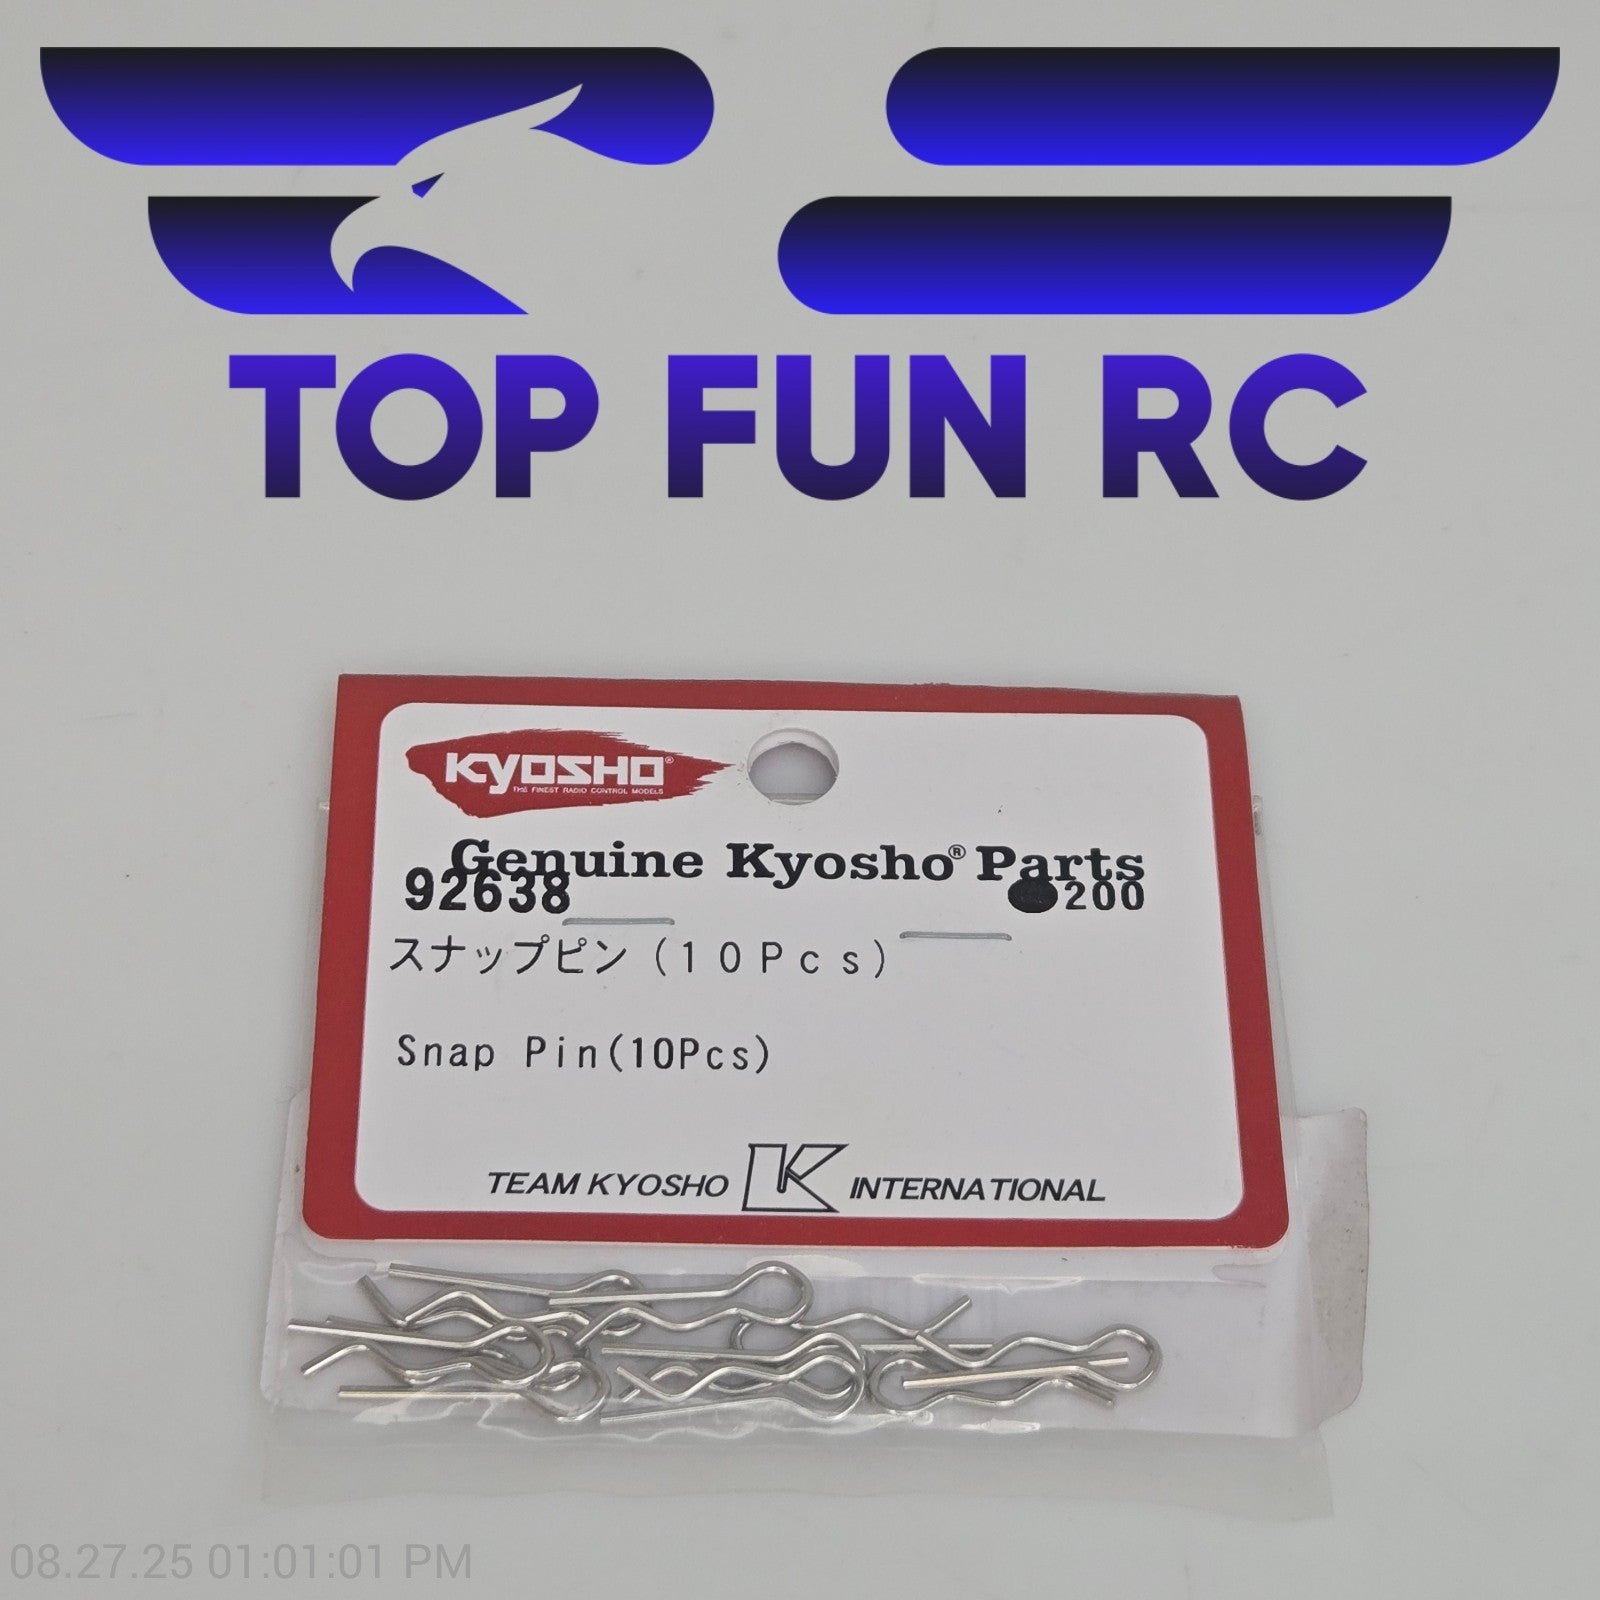 TOP FUN RC
KYOSHO®
THE FINEST RADIO CONTROL MODELS
Genuine Kyosho® Parts
92638 200
スナップピン(10Pcs)
Snap Pin(10Pcs)
TEAM KYOSHO K INTERNATIONAL
08.27.25 01:01:01 PM